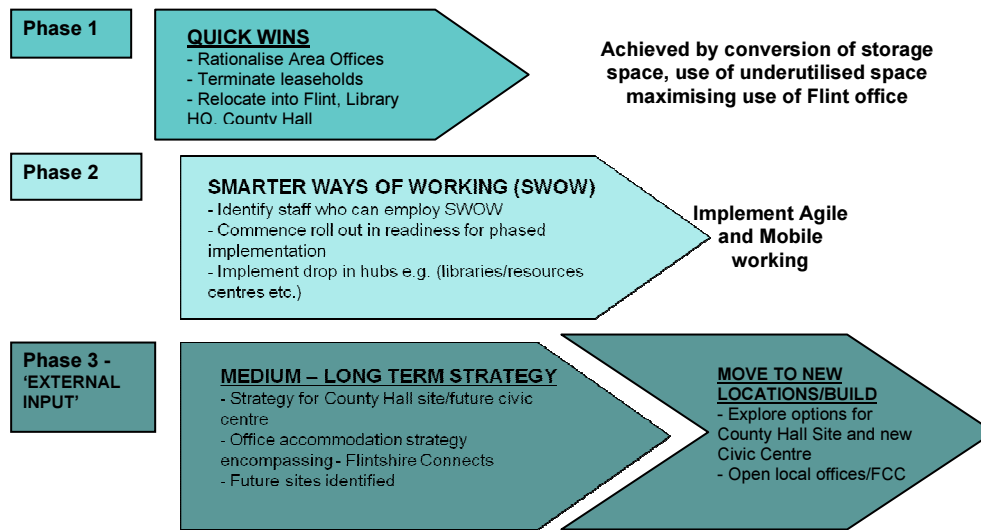 Phase 1
QUICK WINS
- Rationalise Area Offices
- Terminate leaseholds
- Relocate into Flint, Library
HQ, County Hall
Achieved by conversion of storage
space, use of underutilised space
maximising use of Flint office
Phase 2
SMARTER WAYS OF WORKING (SWOW)
- Identify staff who can employ SWOW
- Commence roll out in readiness for phased
implementation
- Implement drop in hubs e.g. (libraries/resources
centres etc.)
Implement Agile
and Mobile
working
Phase 3 -
‘EXTERNAL
INPUT’
MEDIUM – LONG TERM STRATEGY
- Strategy for County Hall site/future civic
centre
- Office accommodation strategy
encompassing - Flintshire Connects
- Future sites identified
MOVE TO NEW
LOCATIONS/BUILD
- Explore options for
County Hall Site and new
Civic Centre
- Open local offices/FCC